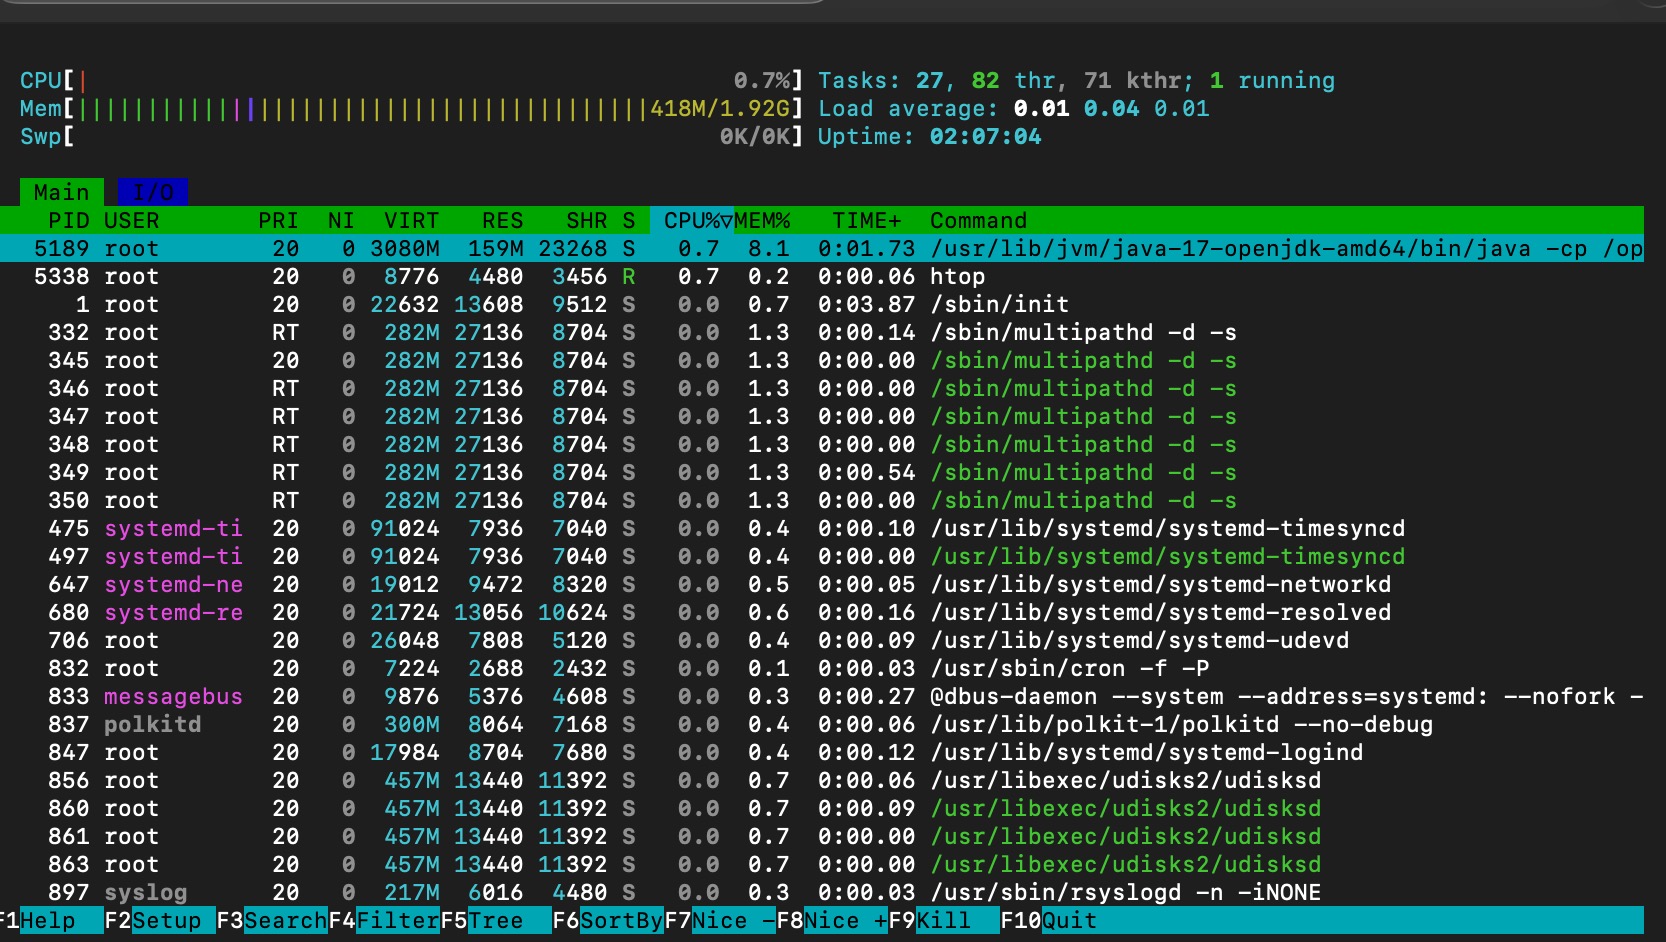 CPU[| 0.7%] Tasks: 27, 82 thr, 71 kthr; 1 running
Mem[|||||||||||||||||||||||||||||||||||||||||418M/1.92G] Load average: 0.01 0.04 0.01
Swp[ 0K/0K] Uptime: 02:07:04
Main I/O
PID USER PRI NI VIRT RES SHR S CPU%▽MEM% TIME+ Command
5189 root 20 0 3080M 159M 23268 S 0.7 8.1 0:01.73 /usr/lib/jvm/java-17-openjdk-amd64/bin/java -cp /op
5338 root 20 0 8776 4480 3456 R 0.7 0.2 0:00.06 htop
1 root 20 0 22632 13608 9512 S 0.0 0.7 0:03.87 /sbin/init
332 root RT 0 282M 27136 8704 S 0.0 1.3 0:00.14 /sbin/multipathd -d -s
345 root 20 0 282M 27136 8704 S 0.0 1.3 0:00.00 /sbin/multipathd -d -s
346 root RT 0 282M 27136 8704 S 0.0 1.3 0:00.00 /sbin/multipathd -d -s
347 root RT 0 282M 27136 8704 S 0.0 1.3 0:00.00 /sbin/multipathd -d -s
348 root RT 0 282M 27136 8704 S 0.0 1.3 0:00.00 /sbin/multipathd -d -s
349 root RT 0 282M 27136 8704 S 0.0 1.3 0:00.54 /sbin/multipathd -d -s
350 root RT 0 282M 27136 8704 S 0.0 1.3 0:00.00 /sbin/multipathd -d -s
475 systemd-ti 20 0 91024 7936 7040 S 0.0 0.4 0:00.10 /usr/lib/systemd/systemd-timesyncd
497 systemd-ti 20 0 91024 7936 7040 S 0.0 0.4 0:00.00 /usr/lib/systemd/systemd-timesyncd
647 systemd-ne 20 0 19012 9472 8320 S 0.0 0.5 0:00.05 /usr/lib/systemd/systemd-networkd
680 systemd-re 20 0 21724 13056 10624 S 0.0 0.6 0:00.16 /usr/lib/systemd/systemd-resolved
706 root 20 0 26048 7808 5120 S 0.0 0.4 0:00.09 /usr/lib/systemd/systemd-udevd
832 root 20 0 7224 2688 2432 S 0.0 0.1 0:00.03 /usr/sbin/cron -f -P
833 messagebus 20 0 9876 5376 4608 S 0.0 0.3 0:00.27 @dbus-daemon --system --address=systemd: --nofork -
837 polkitd 20 0 300M 8064 7168 S 0.0 0.4 0:00.06 /usr/lib/polkit-1/polkitd --no-debug
847 root 20 0 17984 8704 7680 S 0.0 0.4 0:00.12 /usr/lib/systemd/systemd-logind
856 root 20 0 457M 13440 11392 S 0.0 0.7 0:00.06 /usr/libexec/udisks2/udisksd
860 root 20 0 457M 13440 11392 S 0.0 0.7 0:00.09 /usr/libexec/udisks2/udisksd
861 root 20 0 457M 13440 11392 S 0.0 0.7 0:00.00 /usr/libexec/udisks2/udisksd
863 root 20 0 457M 13440 11392 S 0.0 0.7 0:00.00 /usr/libexec/udisks2/udisksd
897 syslog 20 0 217M 6016 4480 S 0.0 0.3 0:00.03 /usr/sbin/rsyslogd -n -iNONE
F1Help F2Setup F3SearchF4FilterF5Tree F6SortByF7Nice -F8Nice +F9Kill F10Quit